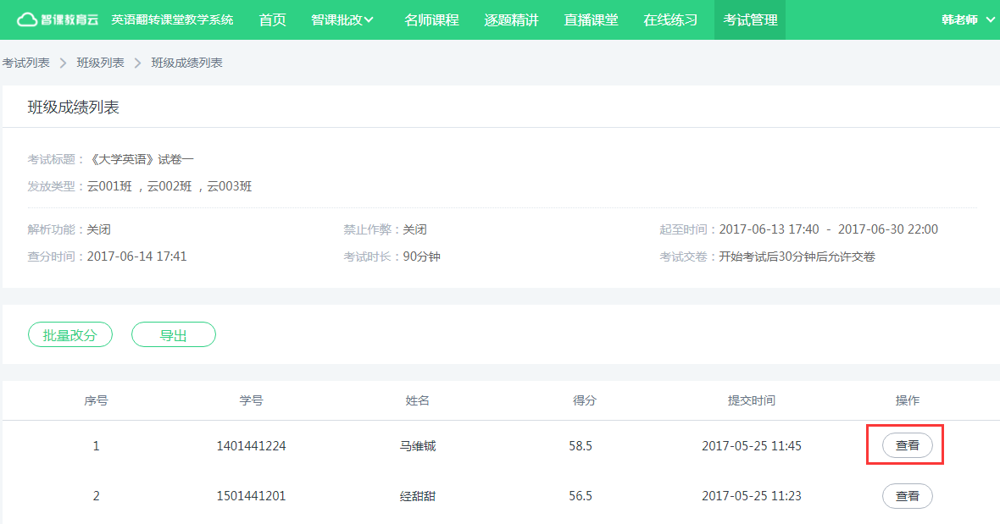 智课教育云 英语翻转课堂教学系统 首页 智课批改 名师课程 逐题精讲 直播课堂 在线练习 考试管理 韩老师
考试列表 > 班级列表 > 班级成绩列表
班级成绩列表
考试标题：《大学英语》试卷一
发放类型：云001班 ，云002班 ，云003班
解析功能：关闭 禁止作弊：关闭 起至时间：2017-06-13 17:40 - 2017-06-30 22:00
查分时间：2017-06-14 17:41 考试时长：90分钟 考试交卷：开始考试后30分钟后允许交卷
批量改分 导出
序号 学号 姓名 得分 提交时间 操作
1 1401441224 马维铖 58.5 2017-05-25 11:45 查看
2 1501441201 经甜甜 56.5 2017-05-25 11:23 查看